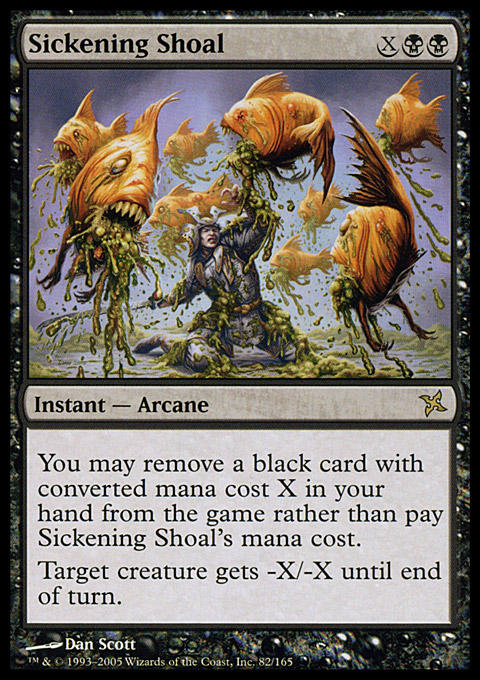 Sickening Shoal X
Instant — Arcane
You may remove a black card with
converted mana cost X in your
hand from the game rather than pay
Sickening Shoal's mana cost.
Target creature gets -X/-X until end
of turn.
Dan Scott
™ & © 1993–2005 Wizards of the Coast, Inc. 82/165